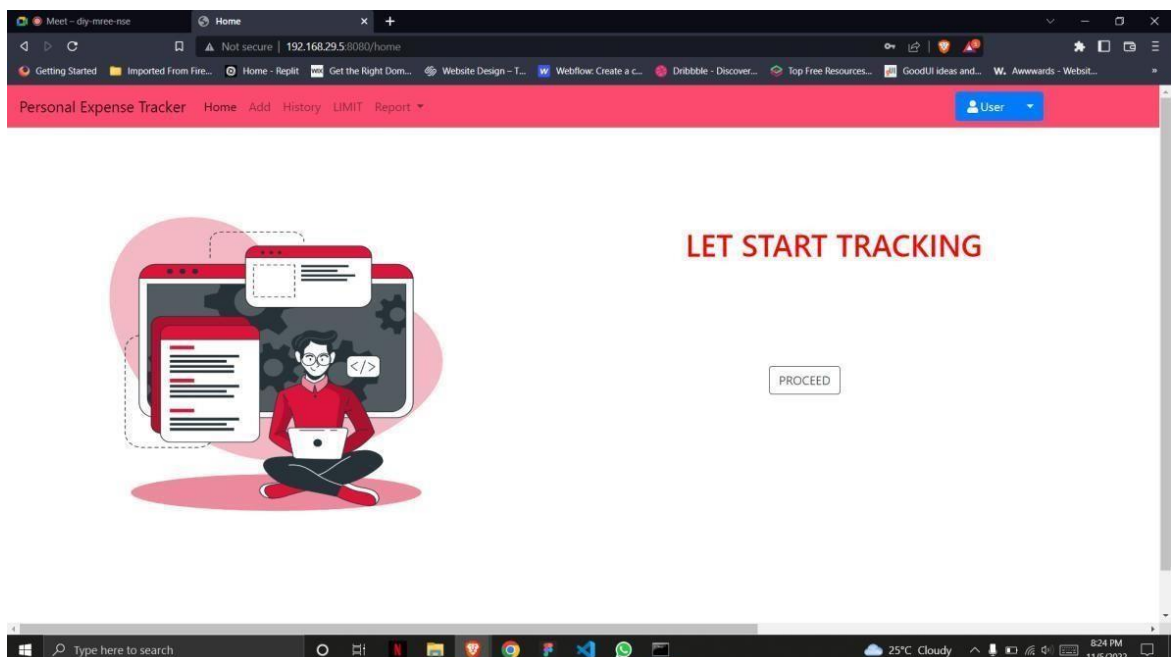 Meet – diy-mree-nse
Home
Not secure | 192.168.29.5:8080/home
Getting Started Imported From Fire... Home - Replit Get the Right Dom... Website Design – T... Webflow: Create a c... Dribbble - Discover... Top Free Resources... GoodUI ideas and... W. Awwwards - Websit... »
Personal Expense Tracker Home Add History LIMIT Report User
LET START TRACKING
</>
PROCEED
Type here to search
25°C Cloudy
8:24 PM
11/5/2022